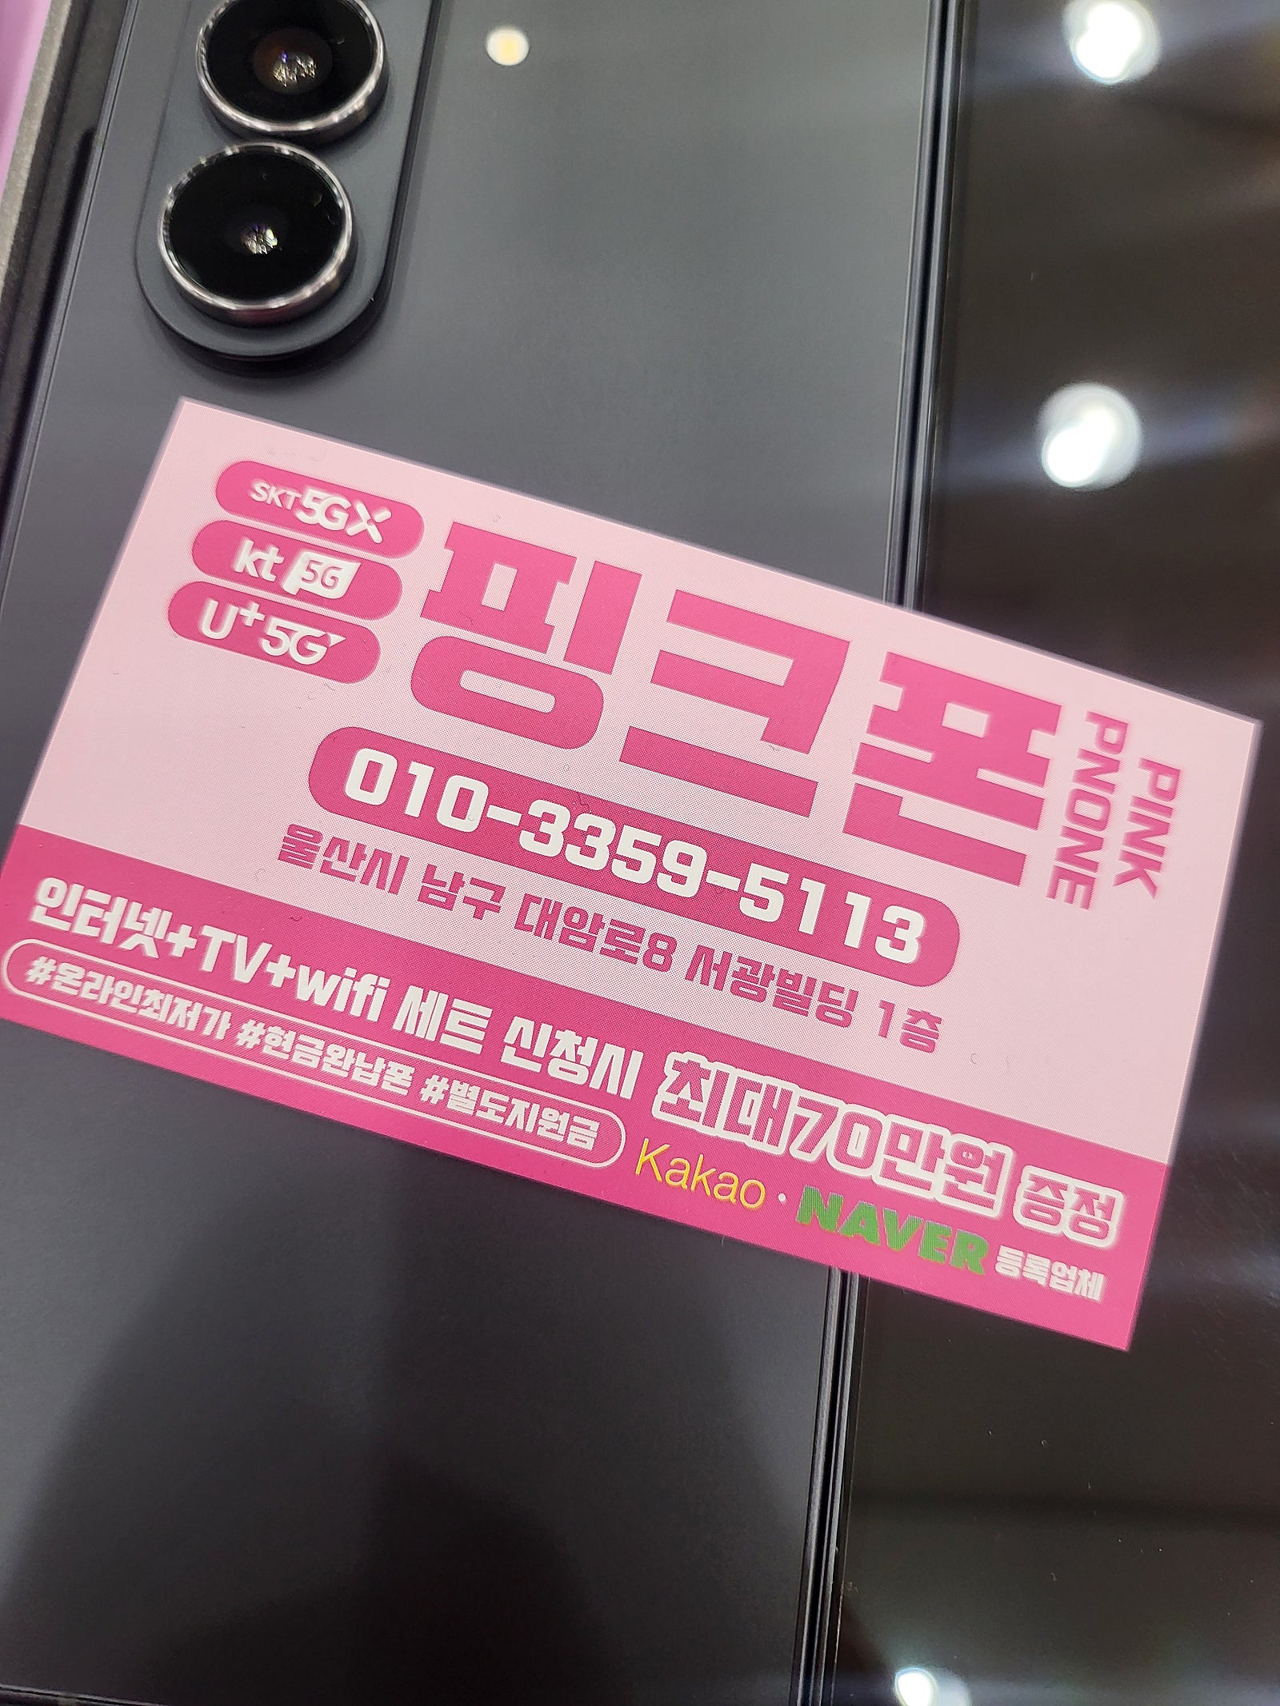 SKT 5GX
kt 5G
U+5G
핑크폰
PINK
PNONE
010-3359-5113
울산시 남구 대암로8 서광빌딩 1층
인터넷+TV+wifi 세트 신청시 최대70만원 증정
#온라인최저가 #현금완납폰 #별도지원금
Kakao · NAVER 등록업체